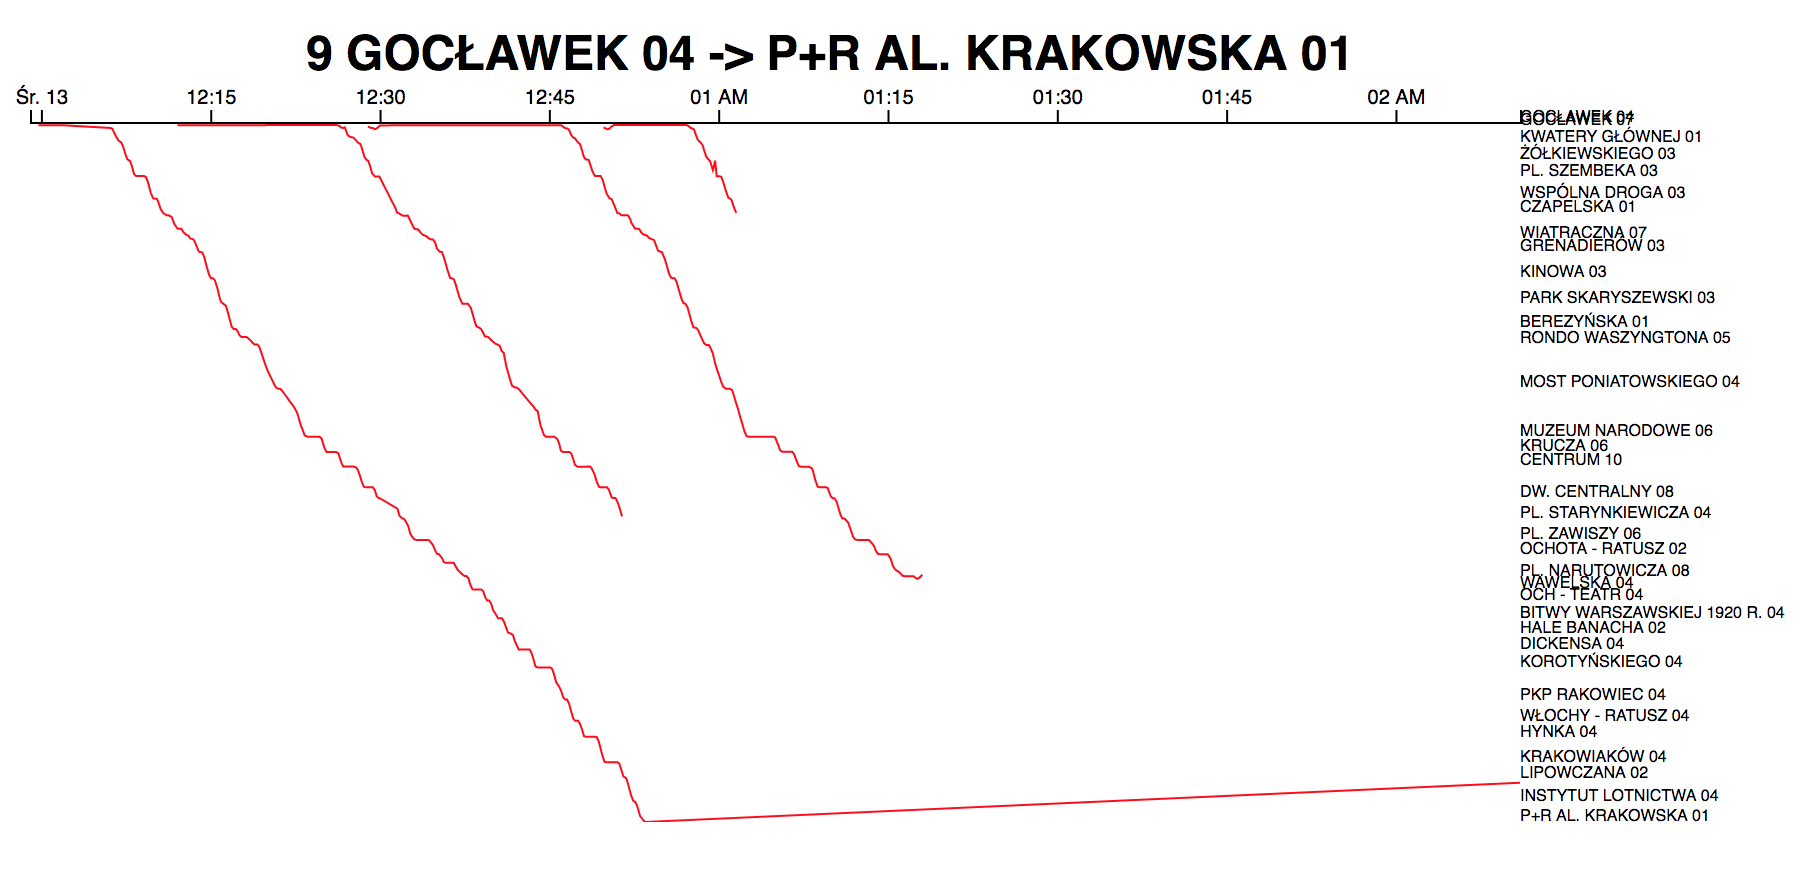 9 GOCŁAWEK 04 -> P+R AL. KRAKOWSKA 01
Śr. 13 12:15 12:30 12:45 01 AM 01:15 01:30 01:45 02 AM
GOCŁAWEK 04
GOCŁAWEK 07
KWATERY GŁÓWNEJ 01
ŻÓŁKIEWSKIEGO 03
PL. SZEMBEKA 03
WSPÓLNA DROGA 03
CZAPELSKA 01
WIATRACZNA 07
GRENADIERÓW 03
KINOWA 03
PARK SKARYSZEWSKI 03
BEREZYŃSKA 01
RONDO WASZYNGTONA 05
MOST PONIATOWSKIEGO 04
MUZEUM NARODOWE 06
KRUCZA 06
CENTRUM 10
DW. CENTRALNY 08
PL. STARYNKIEWICZA 04
PL. ZAWISZY 06
OCHOTA - RATUSZ 02
PL. NARUTOWICZA 08
WAWELSKA 04
OCH - TEATR 04
BITWY WARSZAWSKIEJ 1920 R. 04
HALE BANACHA 02
DICKENSA 04
KOROTYŃSKIEGO 04
PKP RAKOWIEC 04
WŁOCHY - RATUSZ 04
HYNKA 04
KRAKOWIAKÓW 04
LIPOWCZANA 02
INSTYTUT LOTNICTWA 04
P+R AL. KRAKOWSKA 01